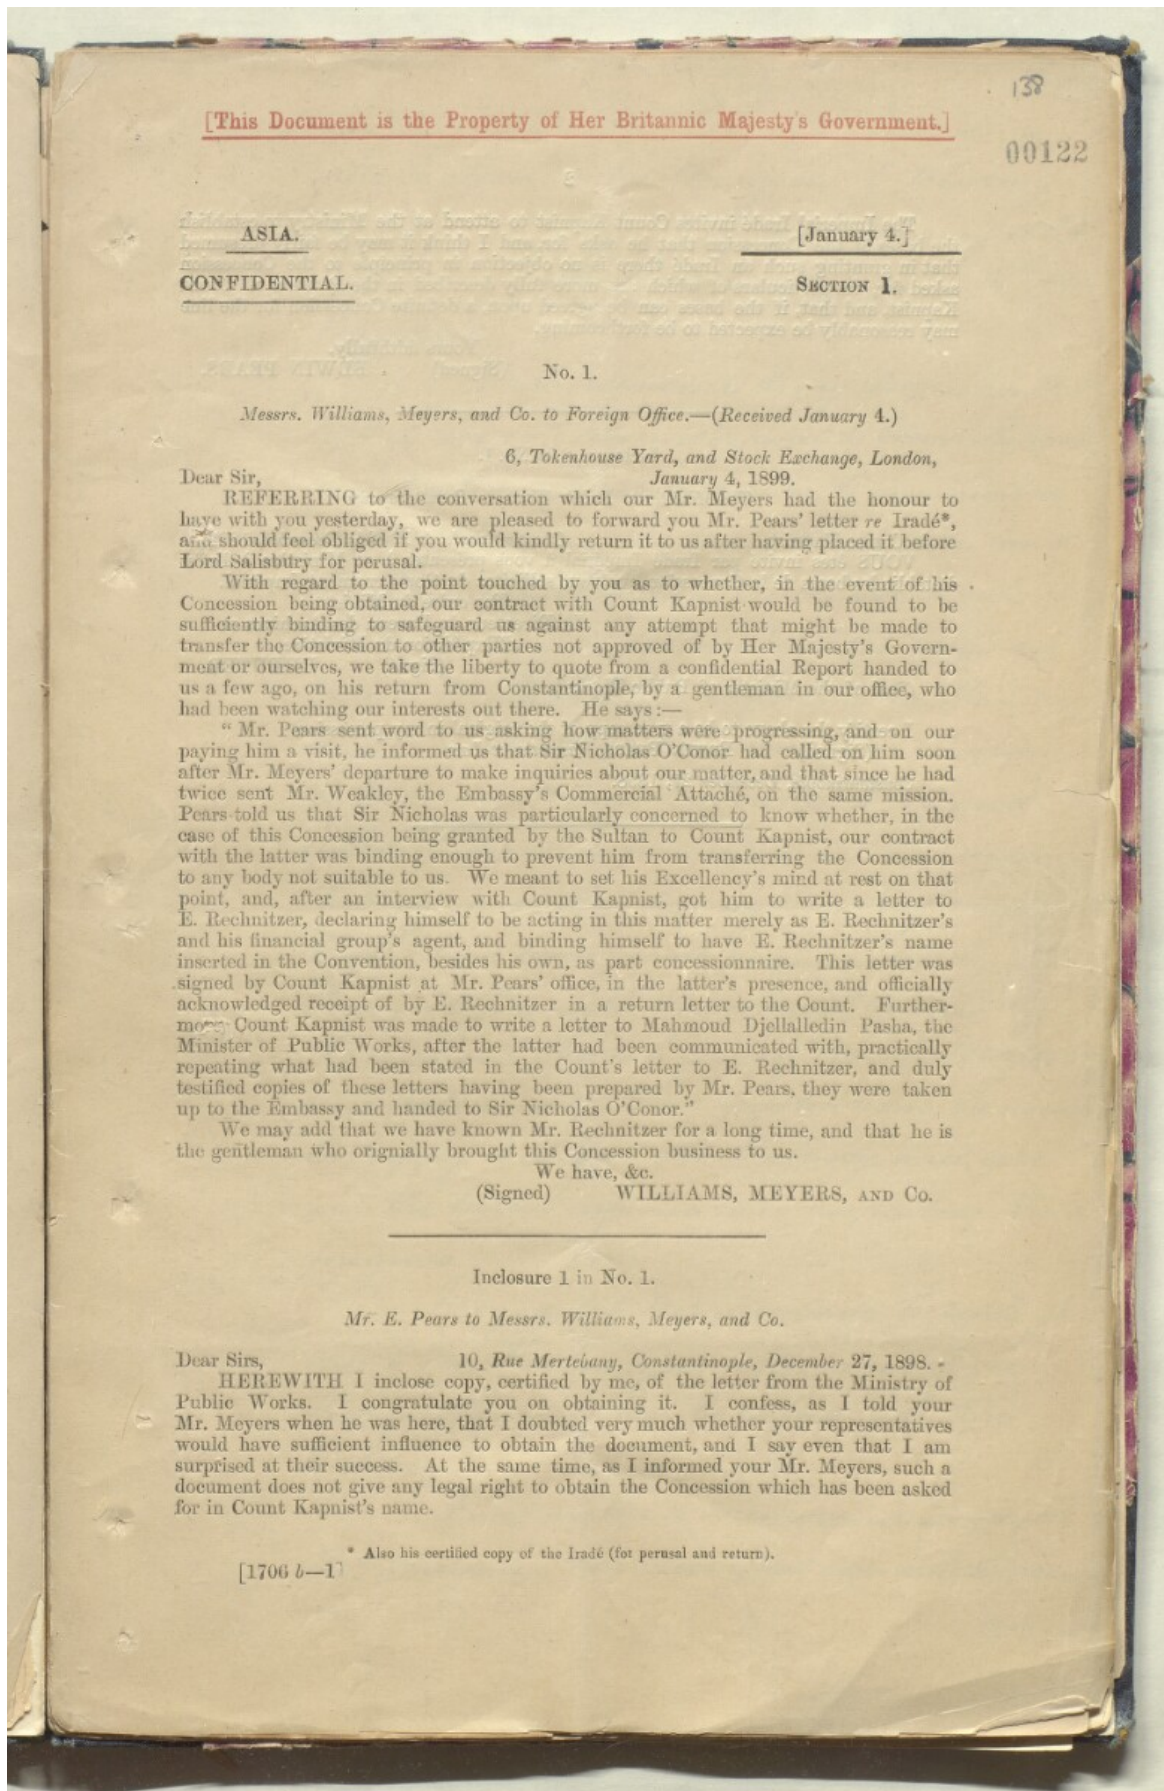 138
[This Document is the Property of Her Britannic Majesty's Government.]
00122
ASIA. [January 4.]
CONFIDENTIAL. SECTION 1.
No. 1.
Messrs. Williams, Meyers, and Co. to Foreign Office.—(Received January 4.)
6, Tokenhouse Yard, and Stock Exchange, London,
Dear Sir, January 4, 1899.
REFERRING to the conversation which our Mr. Meyers had the honour to
have with you yesterday, we are pleased to forward you Mr. Pears' letter re Iradé*,
and should feel obliged if you would kindly return it to us after having placed it before
Lord Salisbury for perusal.
With regard to the point touched by you as to whether, in the event of his
Concession being obtained, our contract with Count Kapnist would be found to be
sufficiently binding to safeguard us against any attempt that might be made to
transfer the Concession to other parties not approved of by Her Majesty's Govern-
ment or ourselves, we take the liberty to quote from a confidential Report handed to
us a few ago, on his return from Constantinople, by a gentleman in our office, who
had been watching our interests out there. He says:—
"Mr. Pears sent word to us asking how matters were progressing, and on our
paying him a visit, he informed us that Sir Nicholas O'Conor had called on him soon
after Mr. Meyers' departure to make inquiries about our matter, and that since he had
twice sent Mr. Weakley, the Embassy's Commercial Attaché, on the same mission.
Pears told us that Sir Nicholas was particularly concerned to know whether, in the
case of this Concession being granted by the Sultan to Count Kapnist, our contract
with the latter was binding enough to prevent him from transferring the Concession
to any body not suitable to us. We meant to set his Excellency's mind at rest on that
point, and, after an interview with Count Kapnist, got him to write a letter to
E. Rechnitzer, declaring himself to be acting in this matter merely as E. Rechnitzer's
and his financial group's agent, and binding himself to have E. Rechnitzer's name
inserted in the Convention, besides his own, as part concessionnaire. This letter was
signed by Count Kapnist at Mr. Pears' office, in the latter's presence, and officially
acknowledged receipt of by E. Rechnitzer in a return letter to the Count. Further-
more Count Kapnist was made to write a letter to Mahmoud Djellalledin Pasha, the
Minister of Public Works, after the latter had been communicated with, practically
repeating what had been stated in the Count's letter to E. Rechnitzer, and duly
testified copies of these letters having been prepared by Mr. Pears, they were taken
up to the Embassy and handed to Sir Nicholas O'Conor."
We may add that we have known Mr. Rechnitzer for a long time, and that he is
the gentleman who orignially brought this Concession business to us.
We have, &c.
(Signed) WILLIAMS, MEYERS, AND Co.
Inclosure 1 in No. 1.
Mr. E. Pears to Messrs. Williams, Meyers, and Co.
Dear Sirs, 10, Rue Mertebany, Constantinople, December 27, 1898.
HEREWITH I inclose copy, certified by me, of the letter from the Ministry of
Public Works. I congratulate you on obtaining it. I confess, as I told your
Mr. Meyers when he was here, that I doubted very much whether your representatives
would have sufficient influence to obtain the document, and I say even that I am
surprised at their success. At the same time, as I informed your Mr. Meyers, such a
document does not give any legal right to obtain the Concession which has been asked
for in Count Kapnist's name.
* Also his certified copy of the Iradé (for perusal and return).
[1706 b—1]